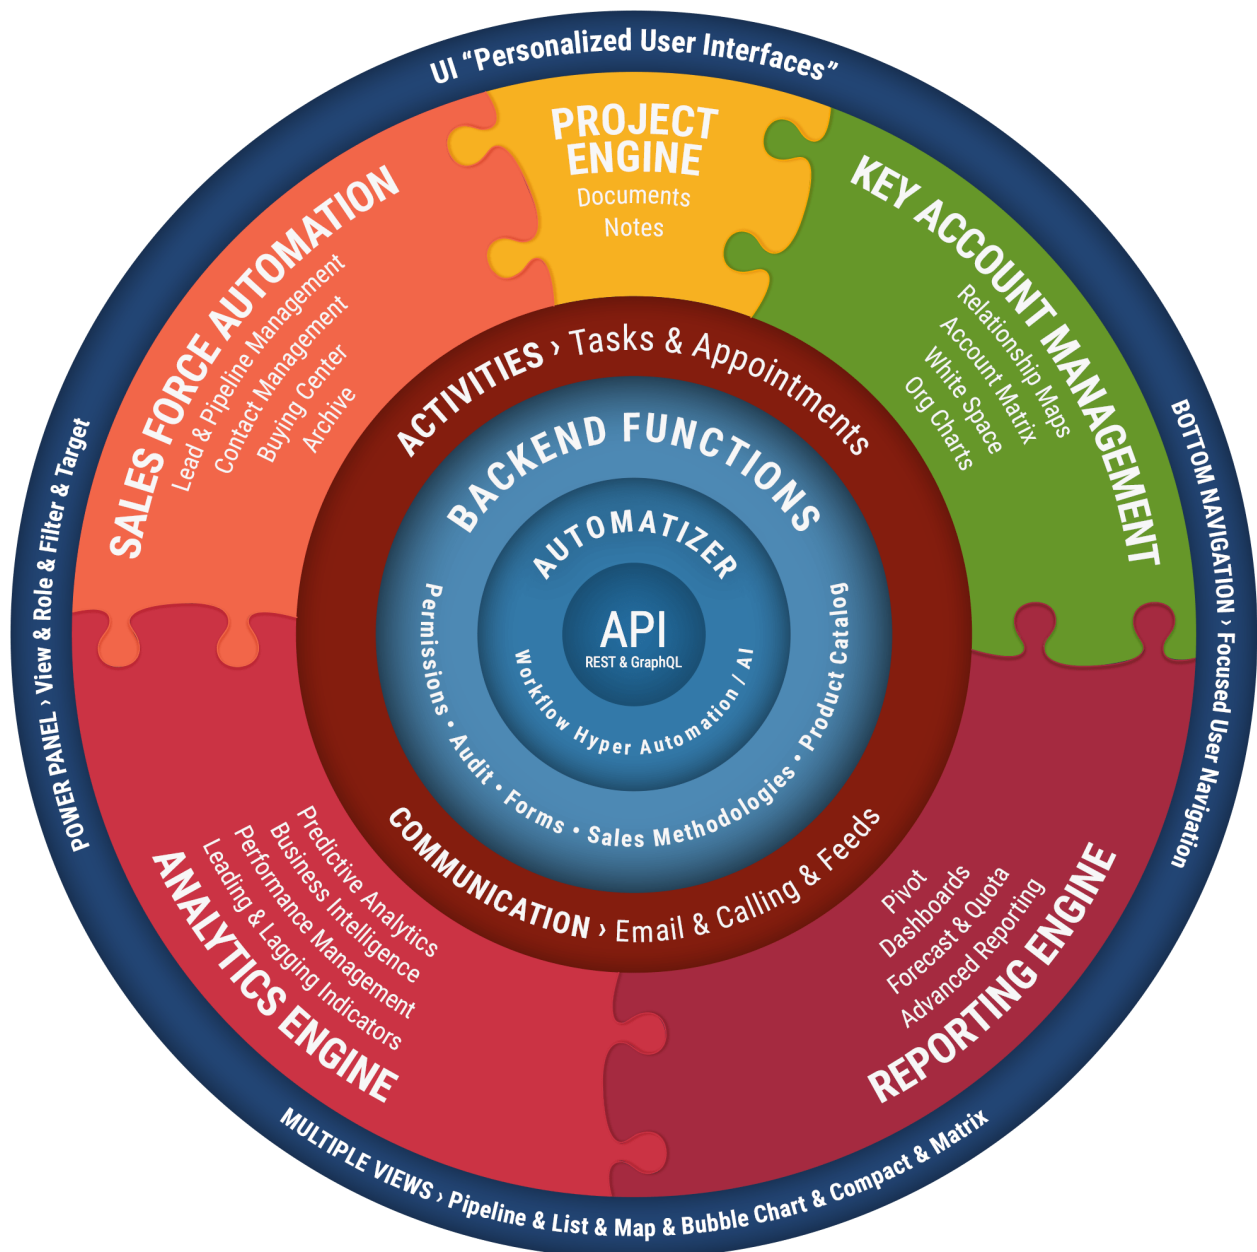 UI “Personalized User Interfaces”
PROJECT
ENGINE
Documents
Notes
SALES FORCE AUTOMATION
Lead & Pipeline Management
Contact Management
Buying Center
Archive
KEY ACCOUNT MANAGEMENT
Relationship Maps
Account Matrix
White Space
Org Charts
POWER PANEL › View & Role & Filter & Target
BOTTOM NAVIGATION › Focused User Navigation
ACTIVITIES › Tasks & Appointments
BACKEND FUNCTIONS
AUTOMATIZER
API
REST & GraphQL
Workflow Hyper Automation / AI
Permissions • Audit • Forms • Sales Methodologies • Product Catalog
COMMUNICATION › Email & Calling & Feeds
Predictive Analytics
Business Intelligence
Performance Management
Leading & Lagging Indicators
ANALYTICS ENGINE
Pivot
Dashboards
Forecast & Quota
Advanced Reporting
REPORTING ENGINE
MULTIPLE VIEWS › Pipeline & List & Map & Bubble Chart & Compact & Matrix